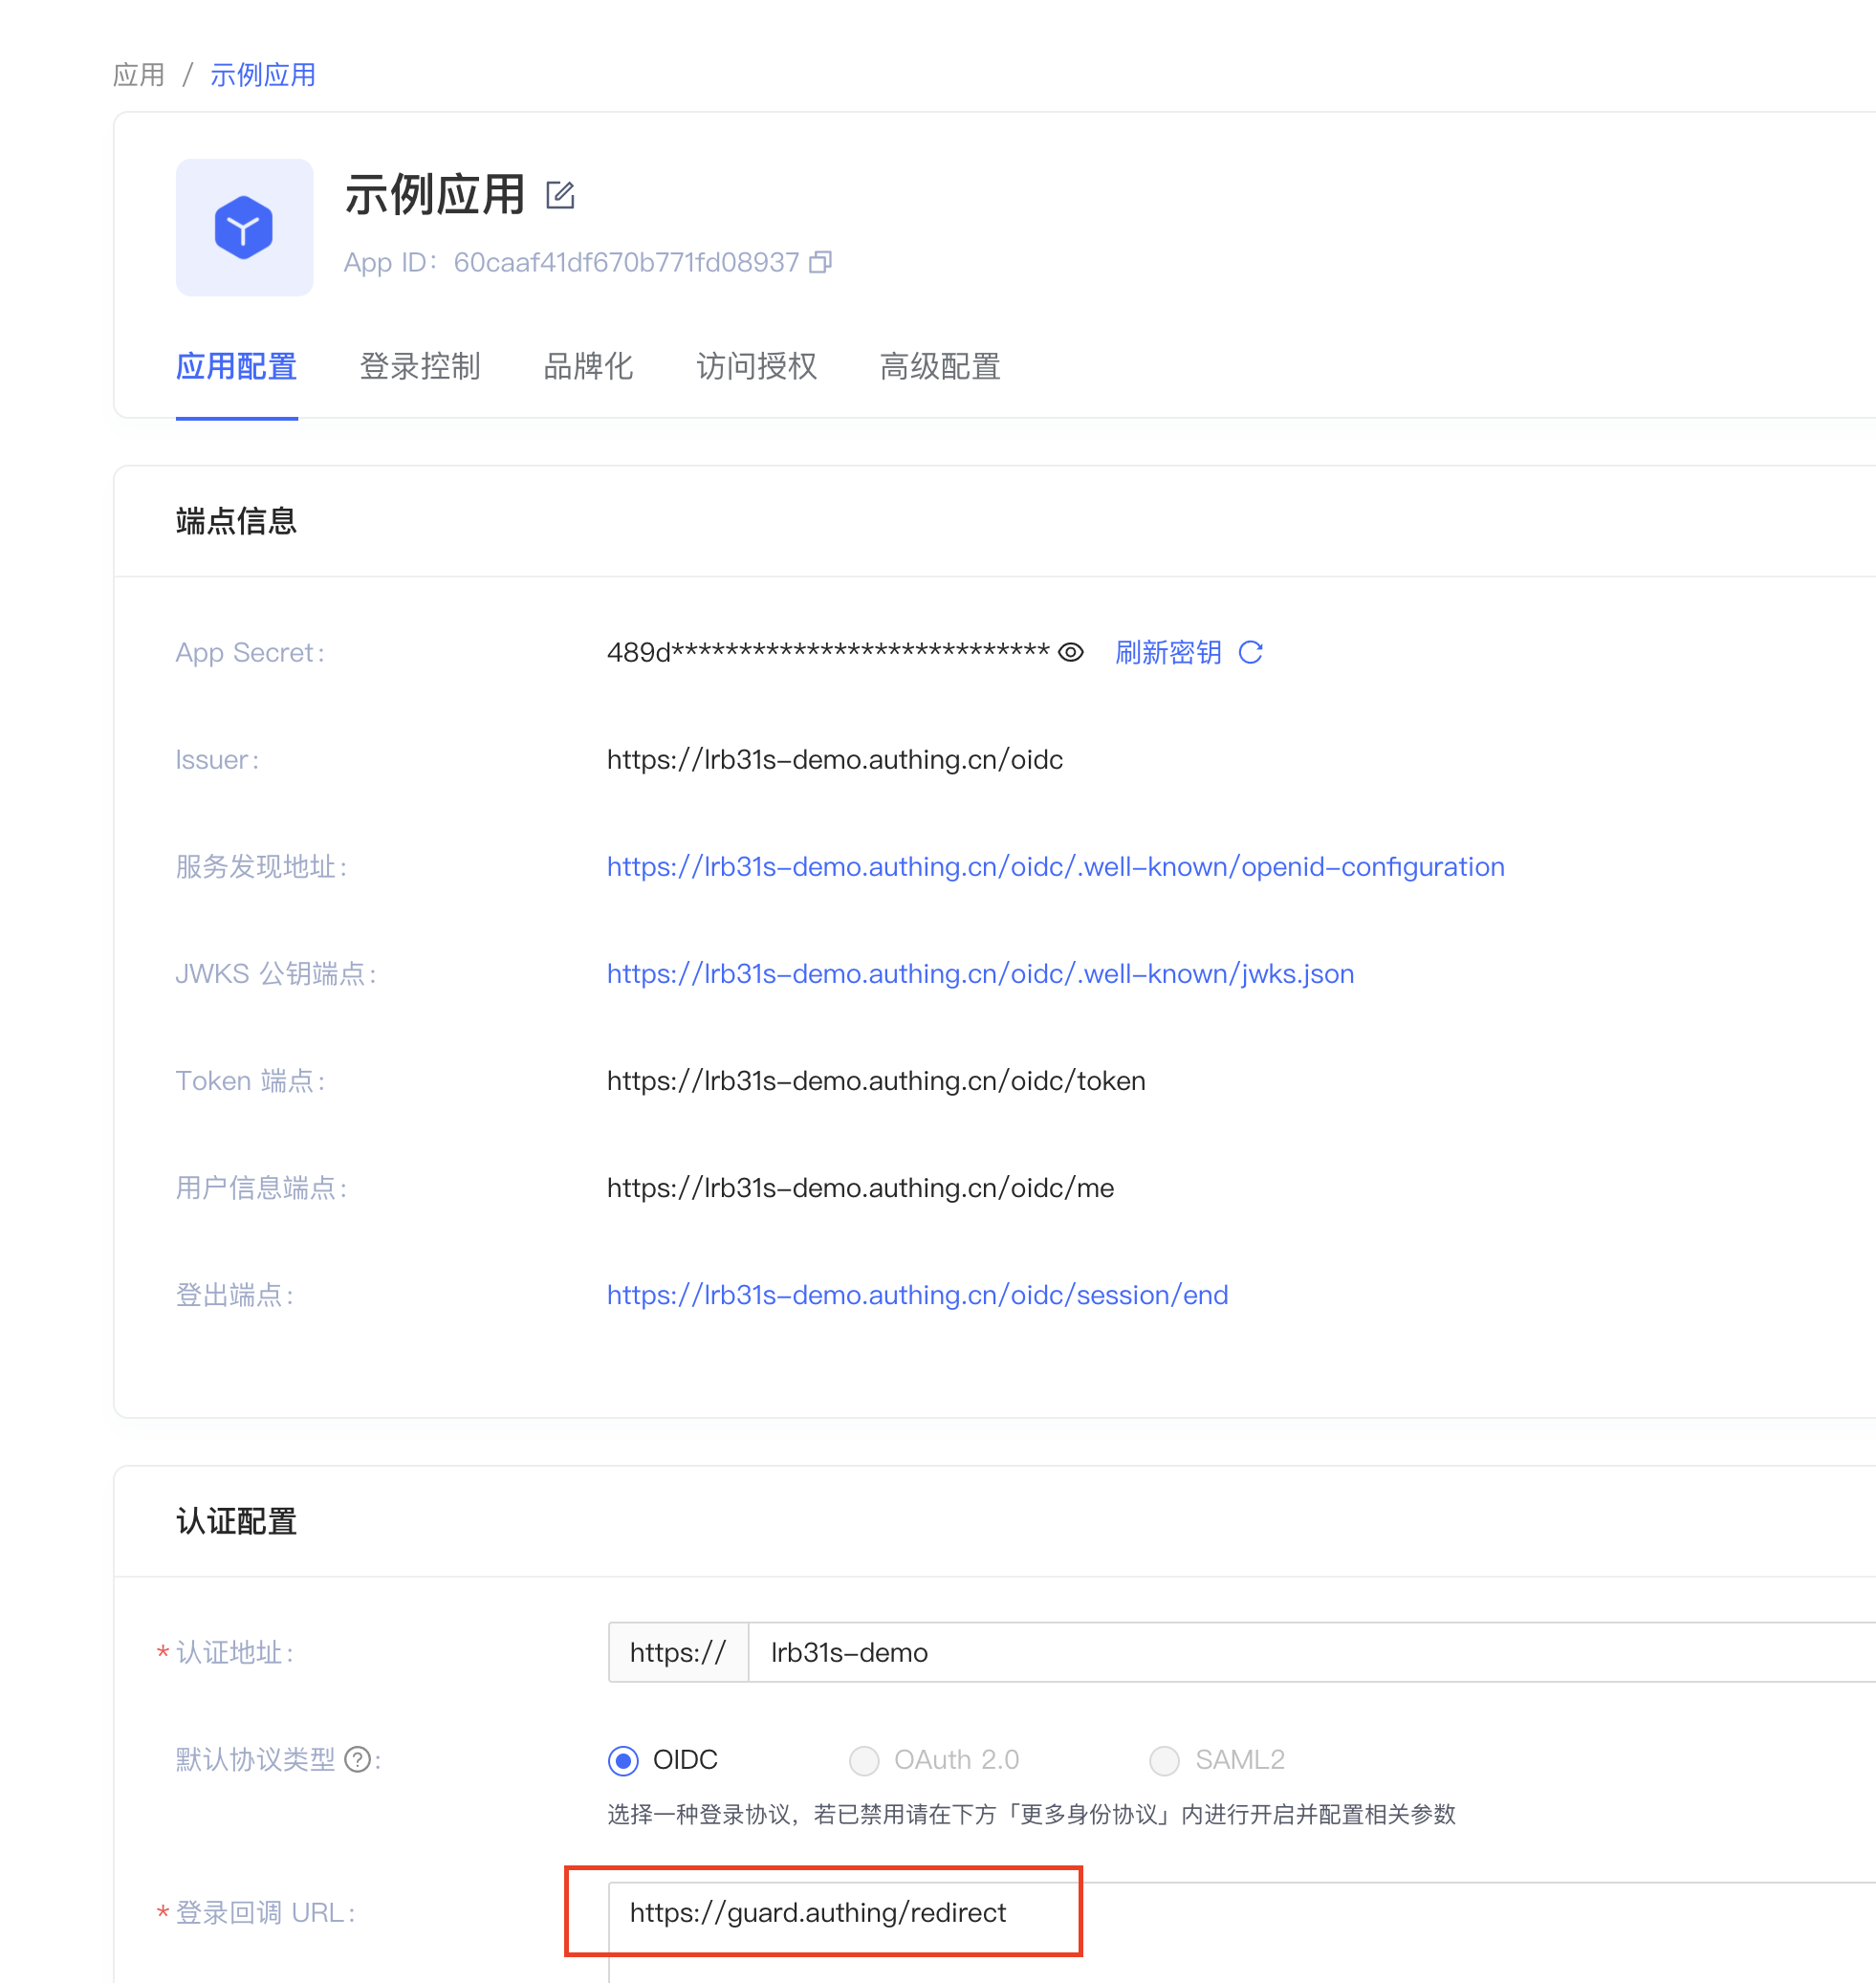 应用 / 示例应用
示例应用
App ID：60caaf41df670b771fd08937
应用配置 登录控制 品牌化 访问授权 高级配置
端点信息
App Secret： 489d**************************** 刷新密钥
Issuer： https://lrb31s-demo.authing.cn/oidc
服务发现地址： https://lrb31s-demo.authing.cn/oidc/.well-known/openid-configuration
JWKS 公钥端点： https://lrb31s-demo.authing.cn/oidc/.well-known/jwks.json
Token 端点： https://lrb31s-demo.authing.cn/oidc/token
用户信息端点： https://lrb31s-demo.authing.cn/oidc/me
登出端点： https://lrb31s-demo.authing.cn/oidc/session/end
认证配置
* 认证地址： https:// lrb31s-demo
默认协议类型 ?： OIDC OAuth 2.0 SAML2
选择一种登录协议，若已禁用请在下方「更多身份协议」内进行开启并配置相关参数
* 登录回调 URL： https://guard.authing/redirect